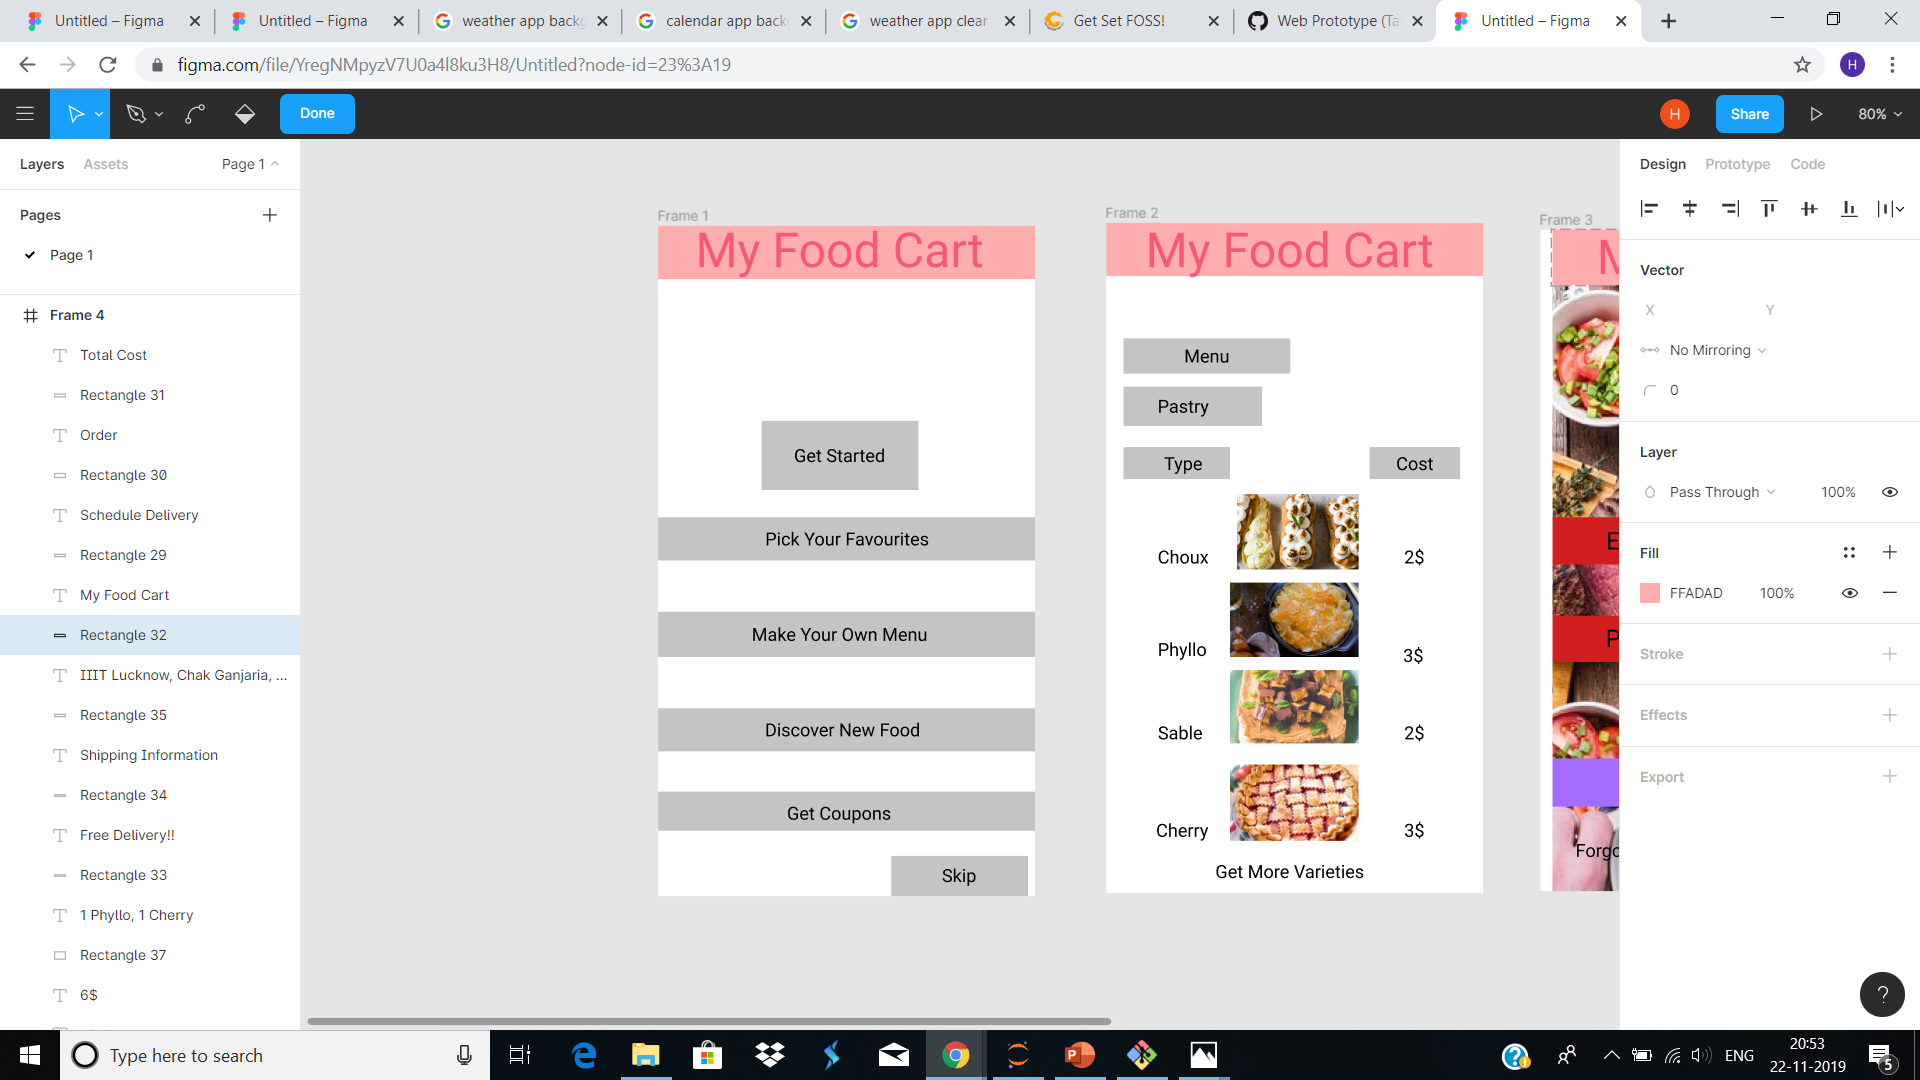 Untitled – Figma
Untitled – Figma
weather app backg
calendar app back
weather app clear
Get Set FOSS!
Web Prototype (Ta
Untitled – Figma
figma.com/file/YregNMpyzV7U0a4l8ku3H8/Untitled?node-id=23%3A19
H
Done
H
Share
80%
Layers
Assets
Page 1
Pages
Page 1
Frame 4
Total Cost
Rectangle 31
Order
Rectangle 30
Schedule Delivery
Rectangle 29
My Food Cart
Rectangle 32
IIIT Lucknow, Chak Ganjaria, ...
Rectangle 35
Shipping Information
Rectangle 34
Free Delivery!!
Rectangle 33
1 Phyllo, 1 Cherry
Rectangle 37
6$
Frame 1
My Food Cart
Get Started
Pick Your Favourites
Make Your Own Menu
Discover New Food
Get Coupons
Skip
Frame 2
My Food Cart
Menu
Pastry
Type
Cost
Choux
2$
Phyllo
3$
Sable
2$
Cherry
3$
Get More Varieties
Frame 3
M
E
P
Forgo
Design
Prototype
Code
Vector
X
Y
No Mirroring
0
Layer
Pass Through
100%
Fill
FFADAD
100%
Stroke
Effects
Export
?
Type here to search
ENG
20:53
22-11-2019
5